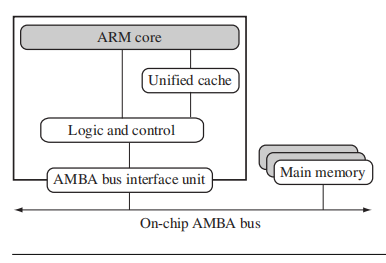 ARM core
Unified cache
Logic and control
AMBA bus interface unit
Main memory
On-chip AMBA bus